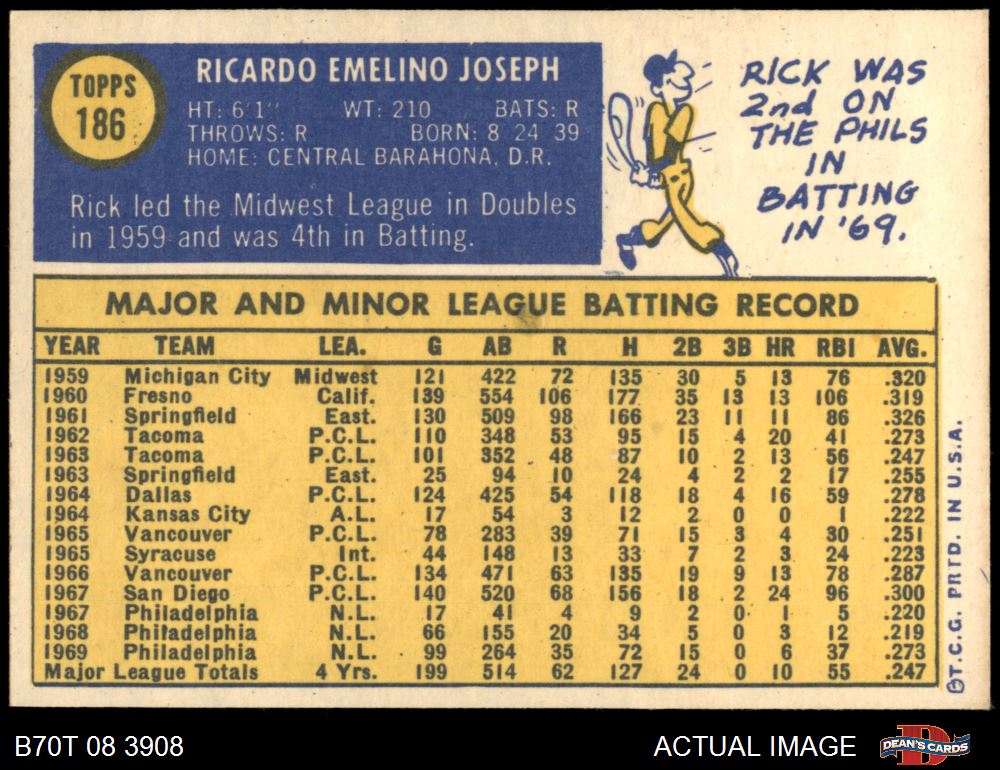 TOPPS
186
RICARDO EMELINO JOSEPH
HT: 6'1" WT: 210 BATS: R
THROWS: R BORN: 8 24 39
HOME: CENTRAL BARAHONA, D.R.
Rick led the Midwest League in Doubles
in 1959 and was 4th in Batting.
RICK WAS
2nd ON
THE PHILS
IN
BATTING
IN '69.
MAJOR AND MINOR LEAGUE BATTING RECORD
YEAR TEAM LEA. G AB R H 2B 3B HR RBI AVG.
1959 Michigan City Midwest 121 422 72 135 30 5 13 76 .320
1960 Fresno Calif. 139 554 106 177 35 13 13 106 .319
1961 Springfield East. 130 509 98 166 23 11 11 86 .326
1962 Tacoma P.C.L. 110 348 53 95 15 4 20 41 .273
1963 Tacoma P.C.L. 101 352 48 87 10 2 13 56 .247
1963 Springfield East. 25 94 10 24 4 2 2 17 .255
1964 Dallas P.C.L. 124 425 54 118 18 4 16 59 .278
1964 Kansas City A.L. 17 54 3 12 2 0 0 1 .222
1965 Vancouver P.C.L. 78 283 39 71 15 3 4 30 .251
1965 Syracuse Int. 44 148 13 33 7 2 3 24 .223
1966 Vancouver P.C.L. 134 471 63 135 19 9 13 78 .287
1967 San Diego P.C.L. 140 520 68 156 18 2 24 96 .300
1967 Philadelphia N.L. 17 41 4 9 2 0 1 5 .220
1968 Philadelphia N.L. 66 155 20 34 5 0 3 12 .219
1969 Philadelphia N.L. 99 264 35 72 15 0 6 37 .273
Major League Totals 4 Yrs. 199 514 62 127 24 0 10 55 .247
©T.C.G. PRTD. IN U.S.A.
B70T 08 3908
ACTUAL IMAGE
D
DEAN'S CARDS